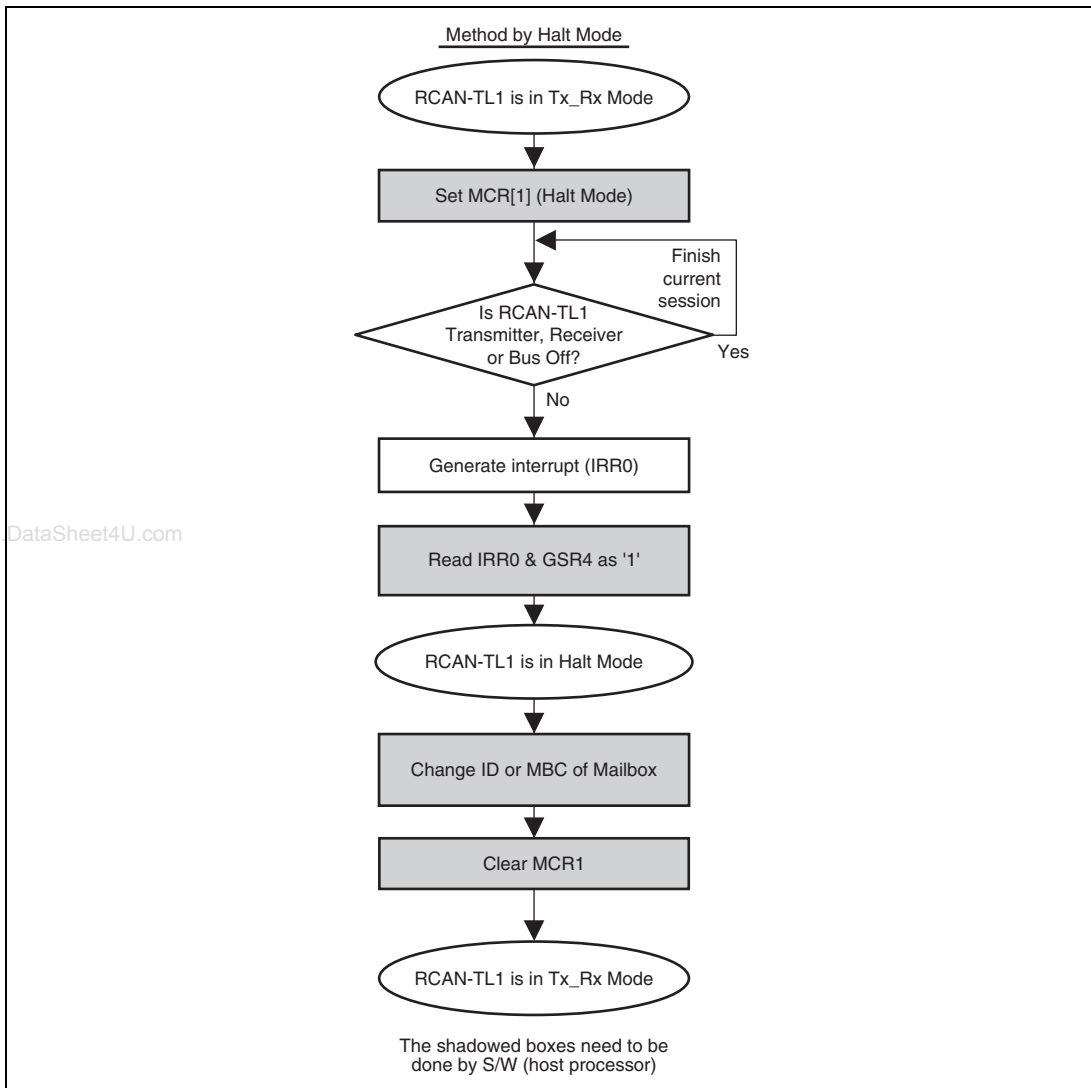 Method by Halt Mode
RCAN-TL1 is in Tx_Rx Mode
Set MCR[1] (Halt Mode)
Finish
current
session
Is RCAN-TL1
Transmitter, Receiver
or Bus Off?
Yes
No
Generate interrupt (IRR0)
.DataSheet4U.com
Read IRR0 & GSR4 as '1'
RCAN-TL1 is in Halt Mode
Change ID or MBC of Mailbox
Clear MCR1
RCAN-TL1 is in Tx_Rx Mode
The shadowed boxes need to be
done by S/W (host processor)